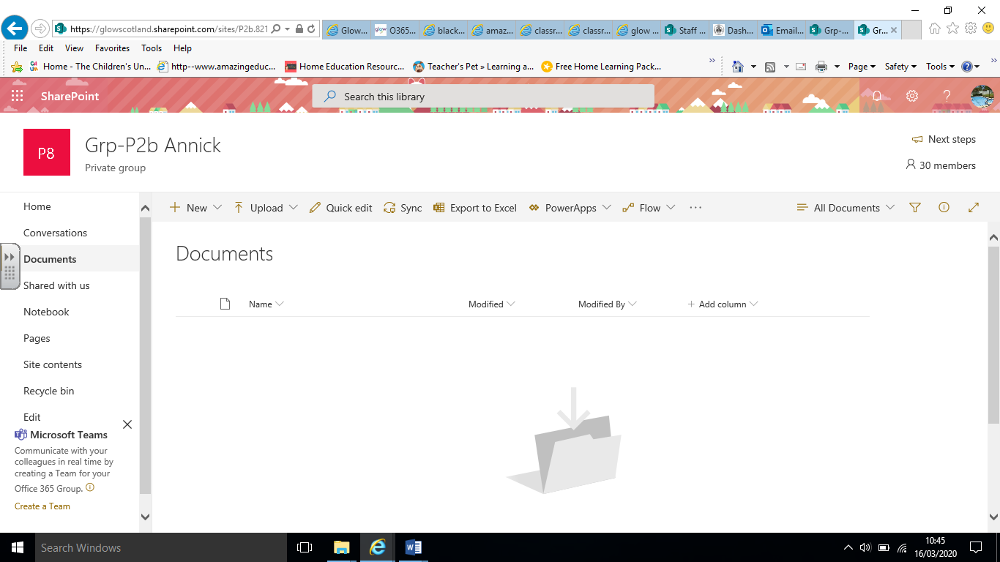 https://glowscotland.sharepoint.com/sites/P2b.821
Glow...
O365...
black...
amaz...
classr...
classr...
glow ...
Staff ...
Dash...
Email...
Grp-...
Gr...
File Edit View Favorites Tools Help
Home - The Children's Un...
http--www.amazingeduc...
Home Education Resourc...
Teacher's Pet » Learning a...
Free Home Learning Pack...
Page
Safety
Tools
SharePoint
Search this library
P8
Grp-P2b Annick
Private group
Next steps
30 members
Home
Conversations
Documents
Shared with us
Notebook
Pages
Site contents
Recycle bin
Edit
Microsoft Teams
Communicate with your
colleagues in real time by
creating a Team for your
Office 365 Group.
Create a Team
+ New
Upload
Quick edit
Sync
Export to Excel
PowerApps
Flow
...
All Documents
Documents
Name
Modified
Modified By
+ Add column
Search Windows
10:45
16/03/2020